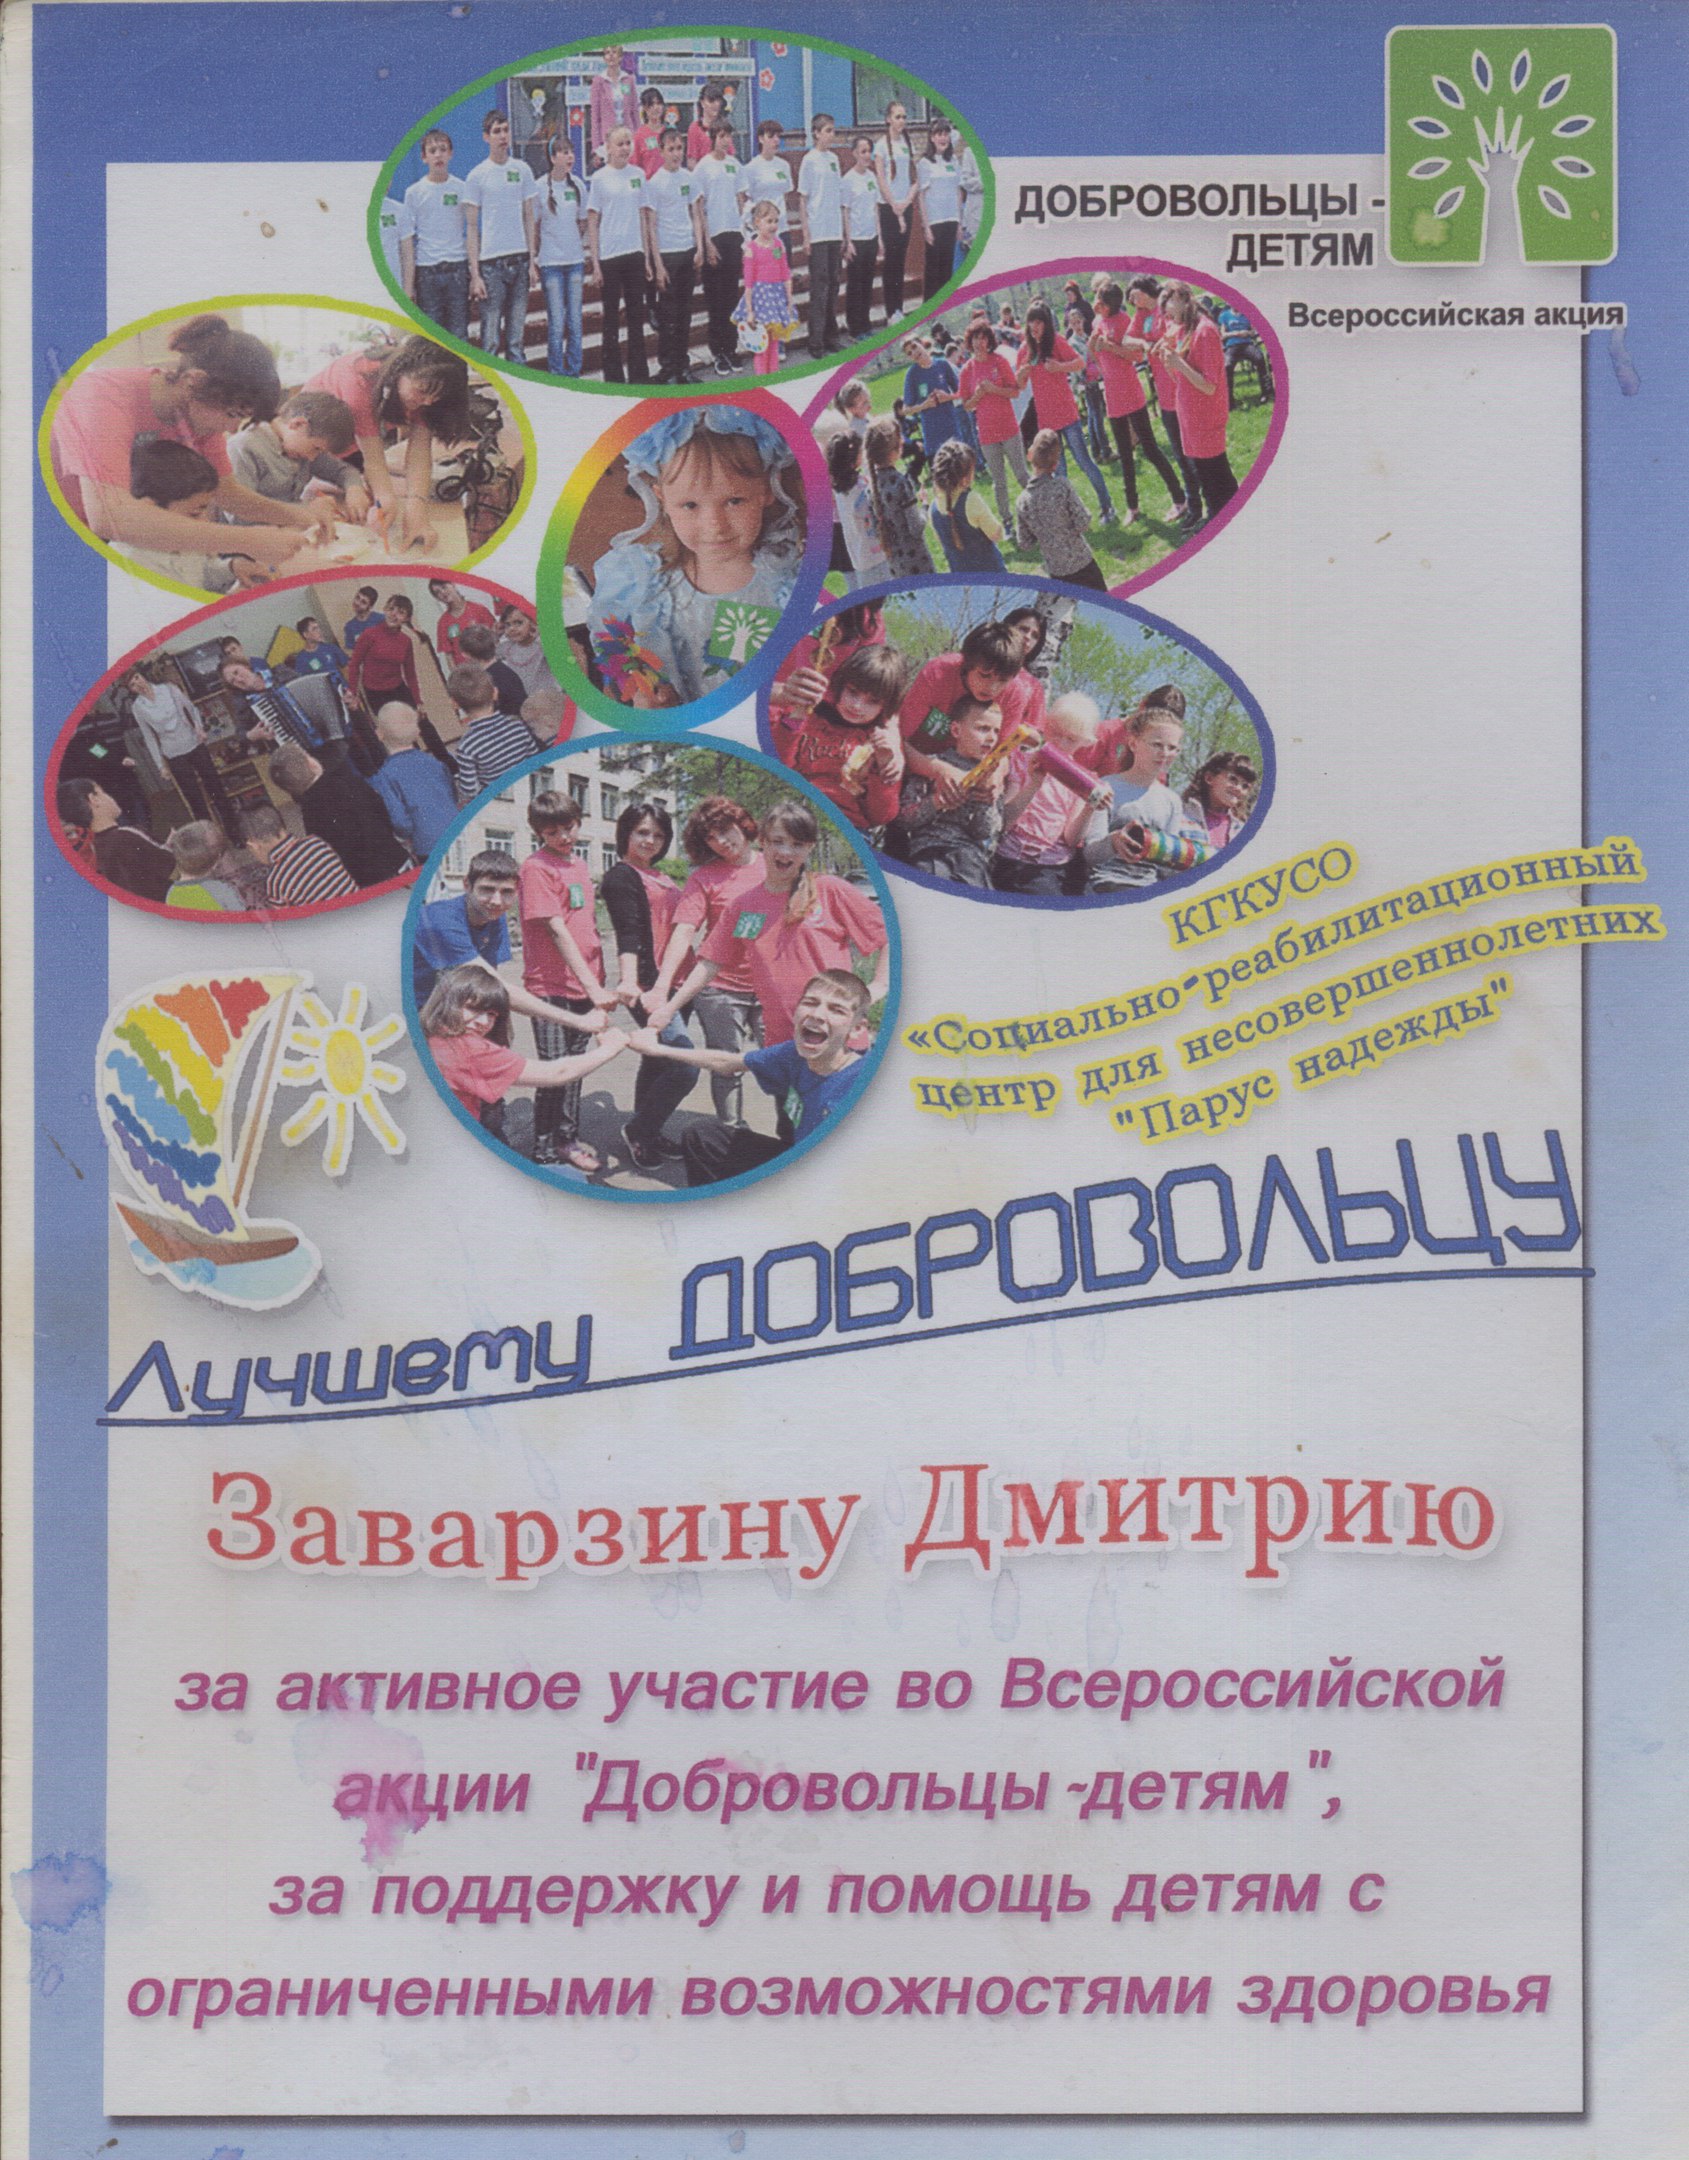 ДОБРОВОЛЬЦЫ -
ДЕТЯМ
Всероссийская акция
КГКУСО
«Социально-реабилитационный
центр для несовершеннолетних
"Парус надежды"
Лучшему ДОБРОВОЛЬЦУ
Заварзину Дмитрию
за активное участие во Всероссийской
акции "Добровольцы-детям",
за поддержку и помощь детям с
ограниченными возможностями здоровья